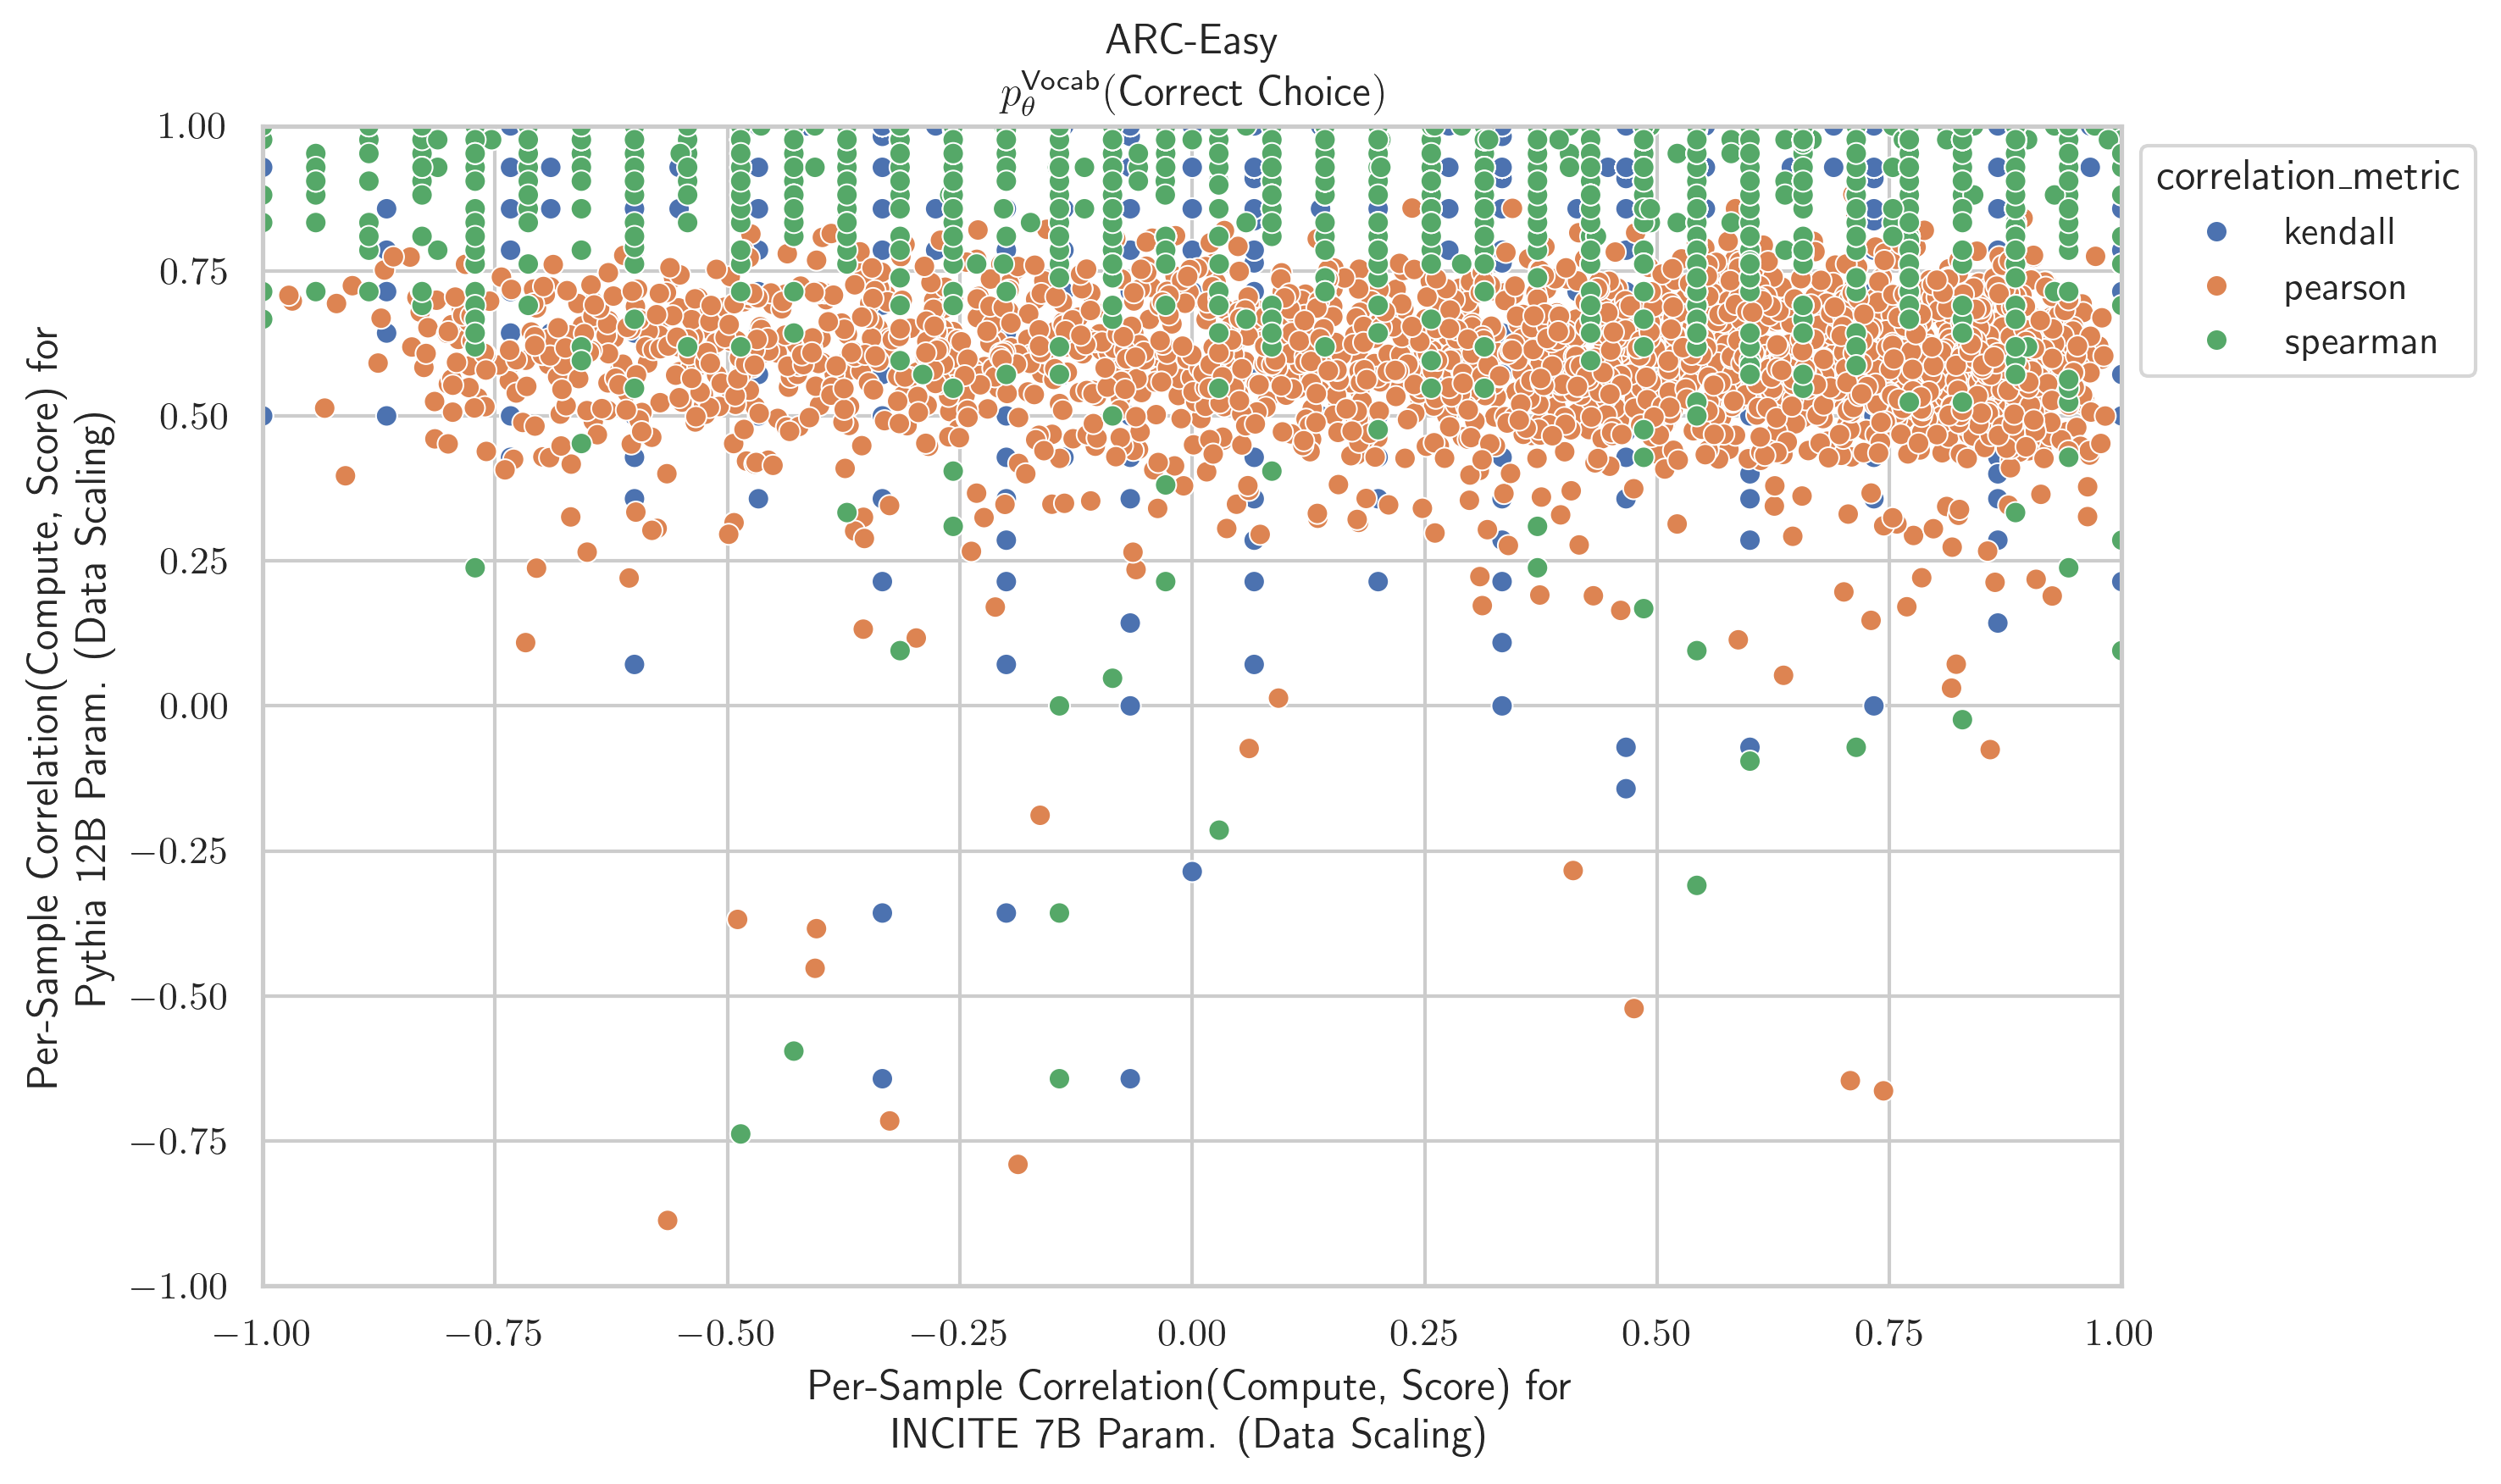 ARC-Easy
p_θ^Vocab(Correct Choice)
Per-Sample Correlation(Compute, Score) for
Pythia 12B Param. (Data Scaling)
1.00
0.75
0.50
0.25
0.00
−0.25
−0.50
−0.75
−1.00
−1.00
−0.75
−0.50
−0.25
0.00
0.25
0.50
0.75
1.00
Per-Sample Correlation(Compute, Score) for
INCITE 7B Param. (Data Scaling)
correlation_metric
kendall
pearson
spearman